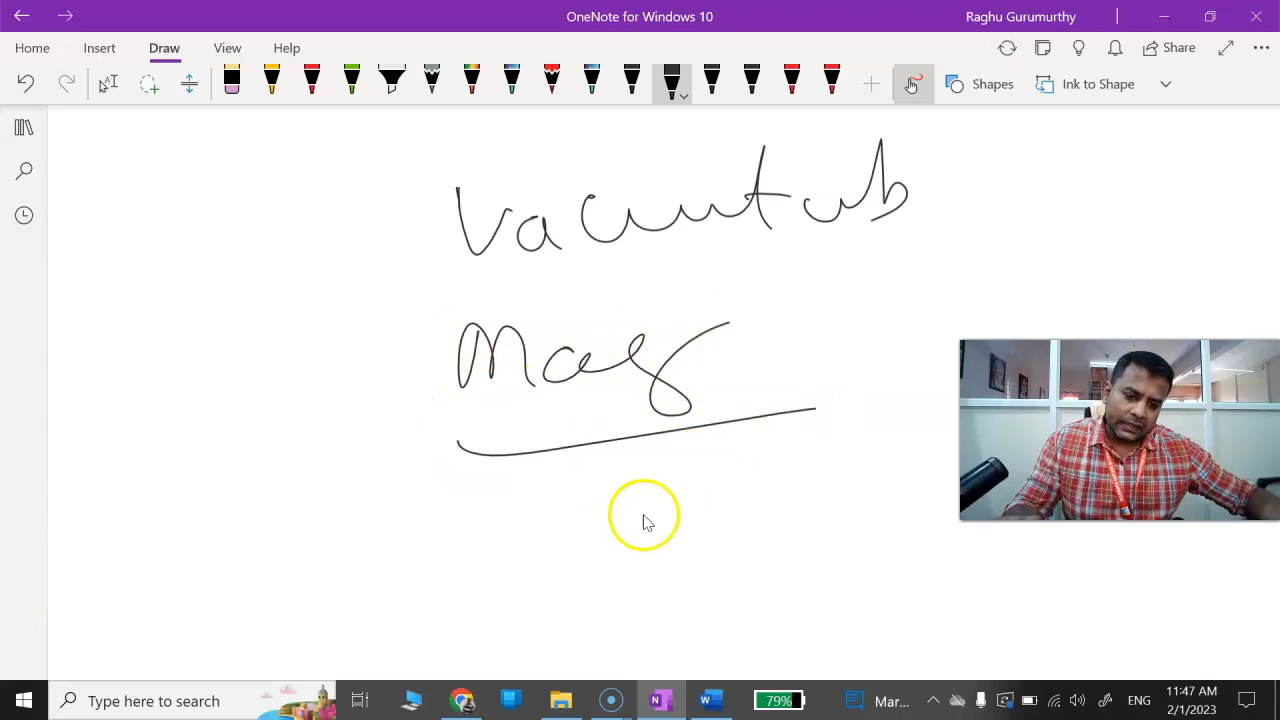 OneNote for Windows 10 Raghu Gurumurthy
Home Insert Draw View Help Share
Shapes Ink to Shape
Vacuutub
Mag
Type here to search 79% Mar... ENG 11:47 AM
2/1/2023